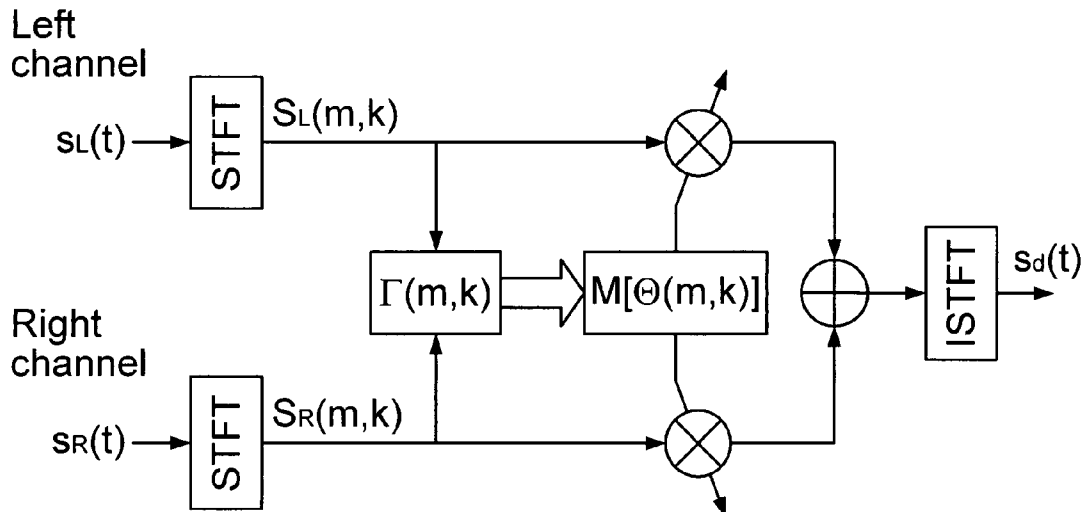 Left
channel
sL(t)
STFT
SL(m,k)
Γ(m,k)
M[Θ(m,k)]
ISTFT
sd(t)
Right
channel
sR(t)
STFT
SR(m,k)